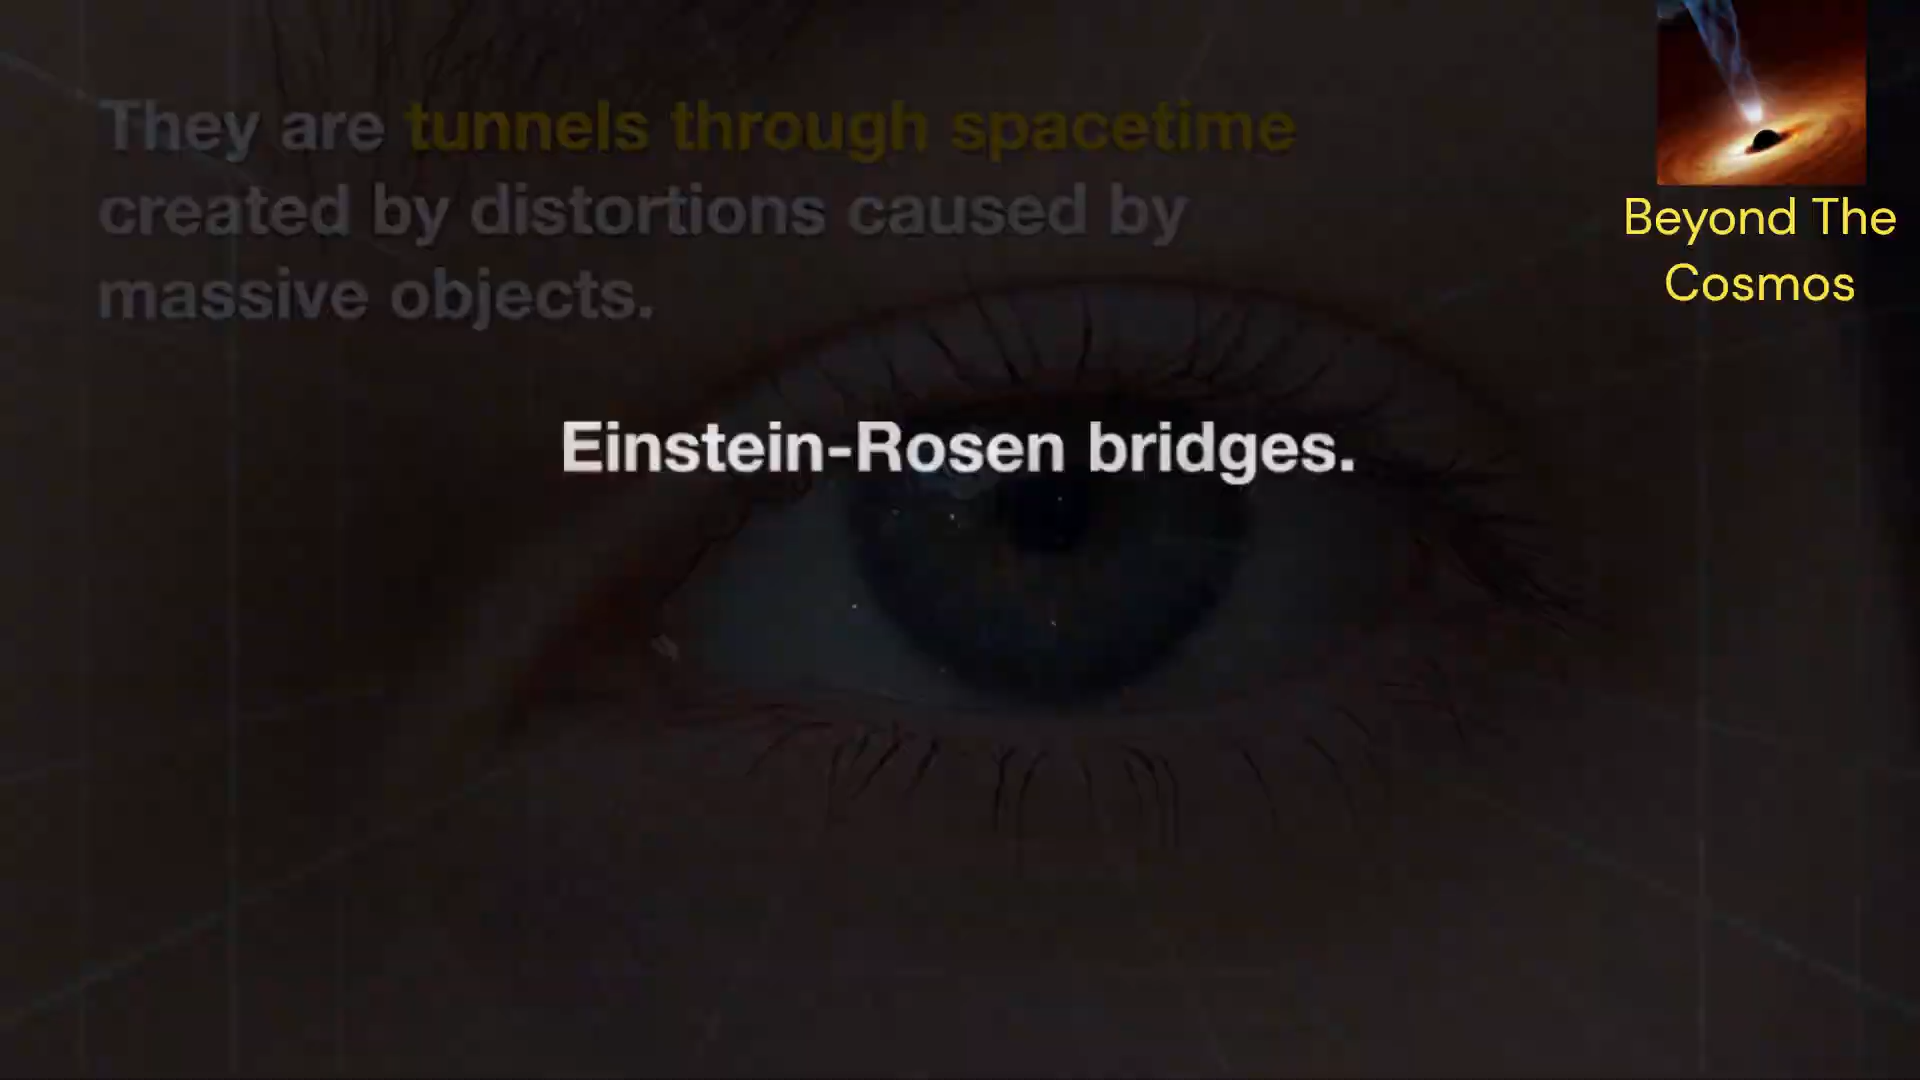 They are tunnels through spacetime
created by distortions caused by
massive objects.
Beyond The
Cosmos
Einstein-Rosen bridges.